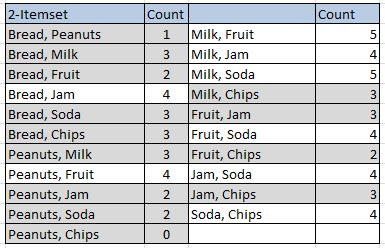 2-Itemset Count Count
Bread, Peanuts 1 Milk, Fruit 5
Bread, Milk 3 Milk, Jam 4
Bread, Fruit 2 Milk, Soda 5
Bread, Jam 4 Milk, Chips 3
Bread, Soda 3 Fruit, Jam 3
Bread, Chips 3 Fruit, Soda 4
Peanuts, Milk 3 Fruit, Chips 2
Peanuts, Fruit 4 Jam, Soda 4
Peanuts, Jam 2 Jam, Chips 3
Peanuts, Soda 2 Soda, Chips 4
Peanuts, Chips 0